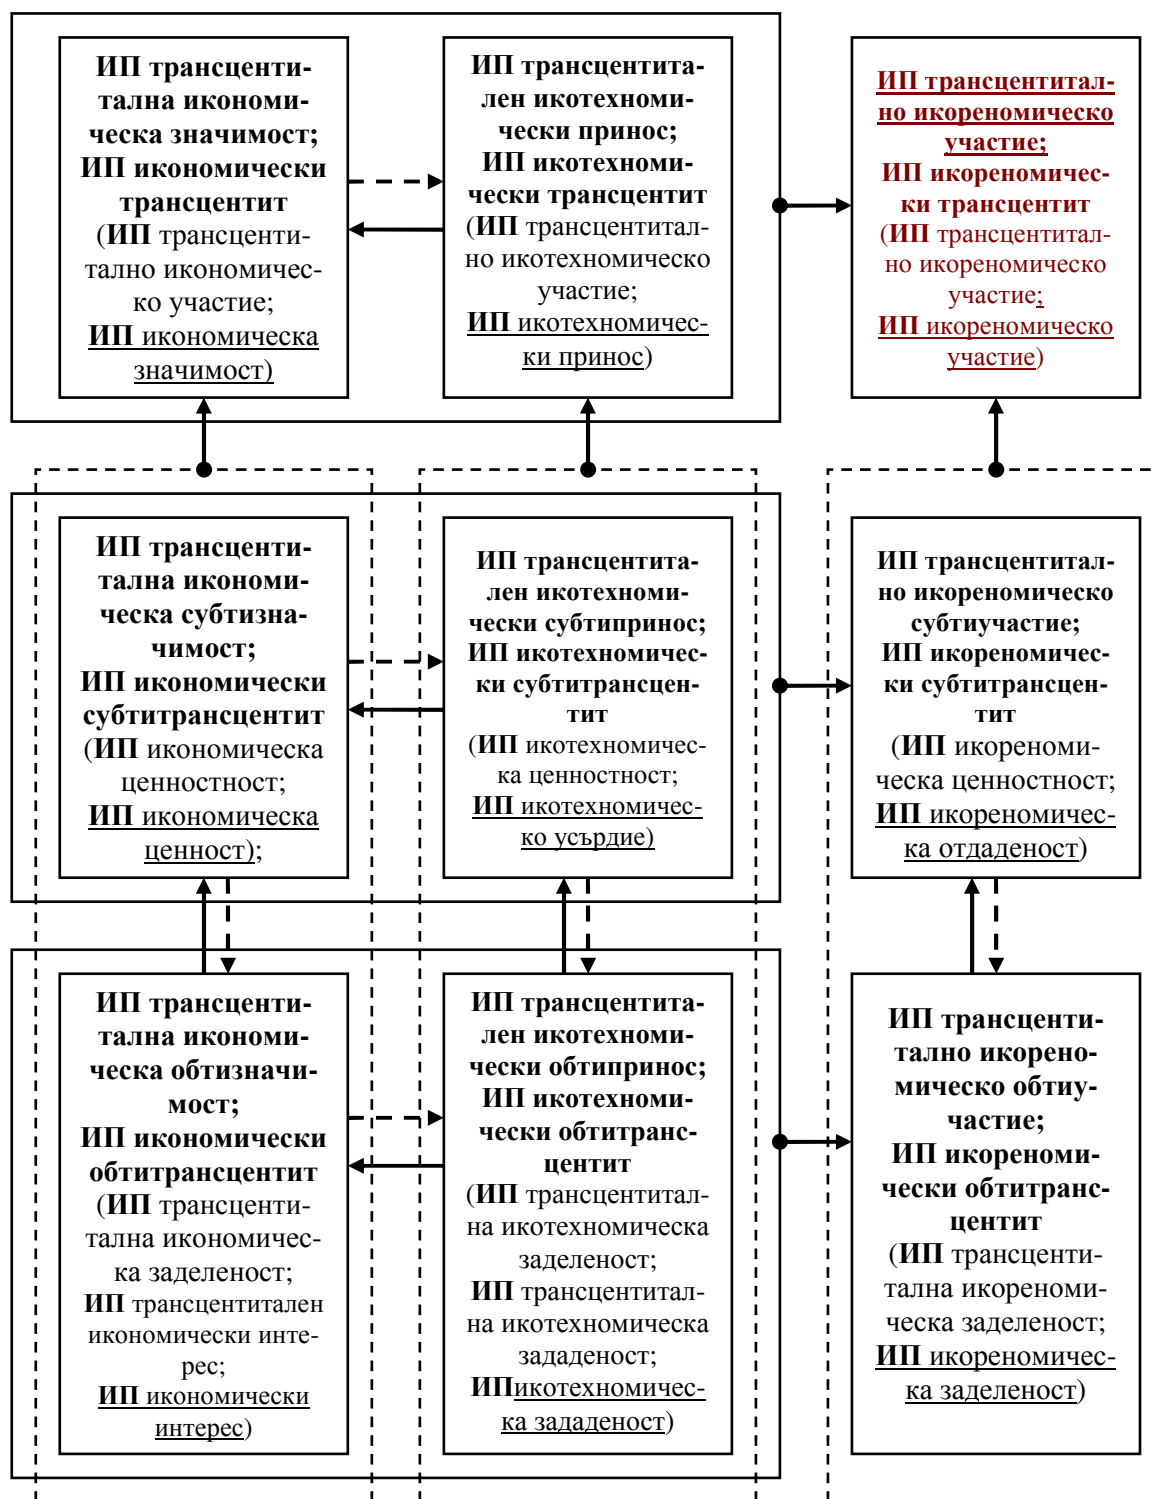 ИП трансценти-
тална икономи-
ческа значимост;
ИП икономически
трансцентит
(ИП трансценти-
тално икономичес-
ко участие;
ИП икономическа
значимост)
ИП трансцентита-
лен икотехноми-
чески принос;
ИП икотехноми-
чески трансцентит
(ИП трансцентитал-
но икотехномическо
участие;
ИП икотехномичес-
ки принос)
ИП трансцентитал-
но икореномическо
участие;
ИП икореномичес-
ки трансцентит
(ИП трансцентитал-
но икореномическо
участие;
ИП икореномическо
участие)
ИП трансценти-
тална икономи-
ческа субтизна-
чимост;
ИП икономически
субтитрансцентит
(ИП икономическа
ценностност;
ИП икономическа
ценност);
ИП трансцентита-
лен икотехноми-
чески субтипринос;
ИП икотехномичес-
ки субтитрансцен-
тит
(ИП икотехномичес-
ка ценностност;
ИП икотехномичес-
ко усърдие)
ИП трансцентитал-
но икореномическо
субтиучастие;
ИП икореномичес-
ки субтитрансцен-
тит
(ИП икореноми-
ческа ценностност;
ИП икореномичес-
ка отдаденост)
ИП трансценти-
тална икономи-
ческа обтизначи-
мост;
ИП икономически
обтитрансцентит
(ИП трансценти-
тална икономичес-
ка заделеност;
ИП трансцентитален
икономически инте-
рес;
ИП икономически
интерес)
ИП трансцентита-
лен икотехноми-
чески обтипринос;
ИП икотехноми-
чески обтитранс-
центит
(ИП трансцентитал-
на икотехномическа
заделеност;
ИП трансцентитал-
на икотехномическа
зададеност;
ИПикотехномичес-
ка зададеност)
ИП трансценти-
тално икорено-
мическо обтиу-
частие;
ИП икореноми-
чески обтитранс-
центит
(ИП трансценти-
тална икореноми-
ческа заделеност;
ИП икореномичес-
ка заделеност)